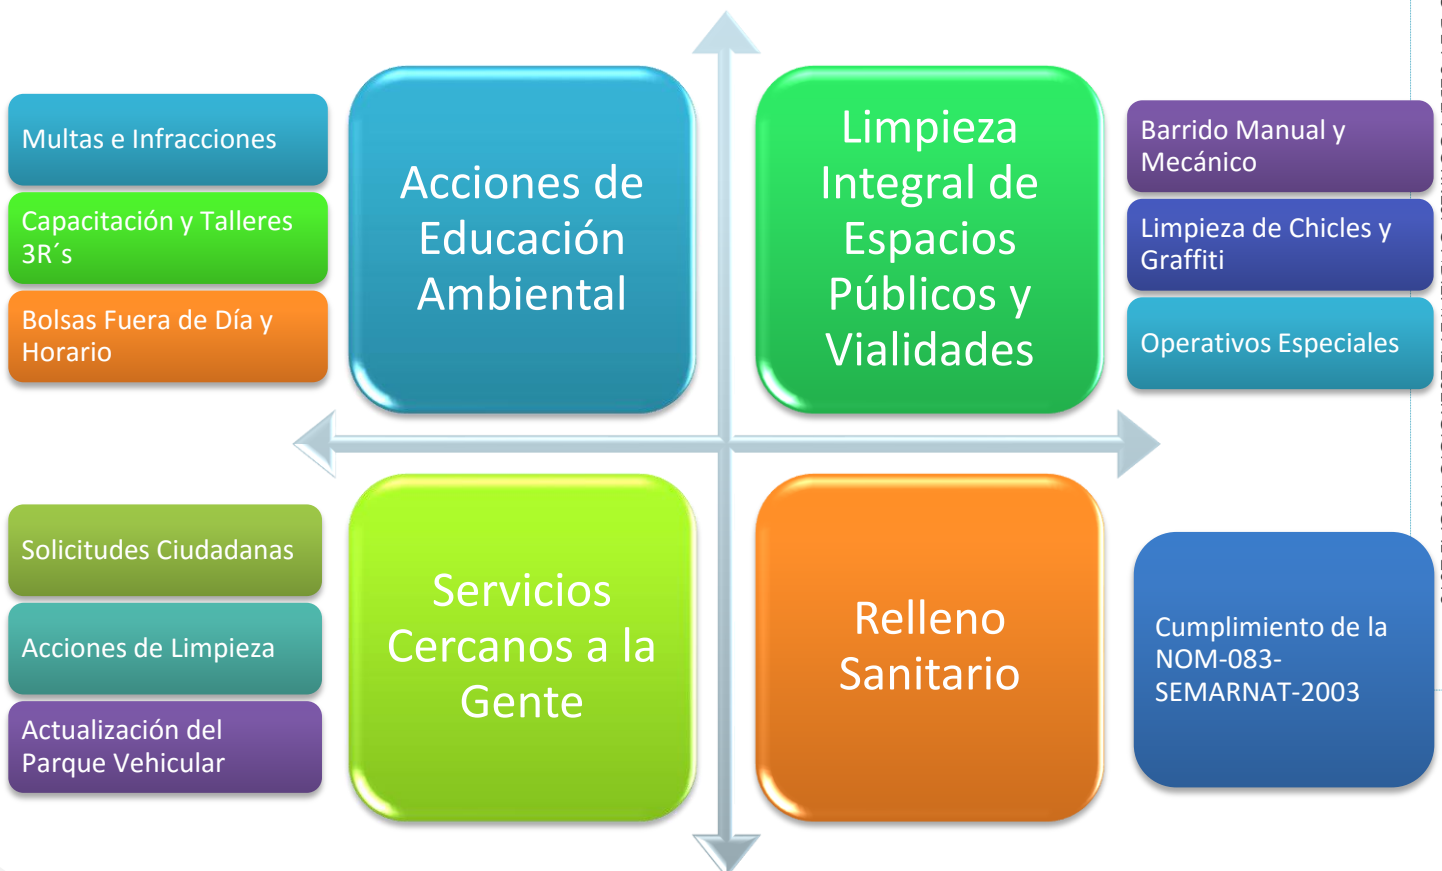 Multas e Infracciones
Capacitación y Talleres
3R´s
Bolsas Fuera de Día y
Horario
Acciones de
Educación
Ambiental
Limpieza
Integral de
Espacios
Públicos y
Vialidades
Barrido Manual y
Mecánico
Limpieza de Chicles y
Graffiti
Operativos Especiales
Solicitudes Ciudadanas
Acciones de Limpieza
Actualización del
Parque Vehicular
Servicios
Cercanos a la
Gente
Relleno
Sanitario
Cumplimiento de la
NOM-083-
SEMARNAT-2003